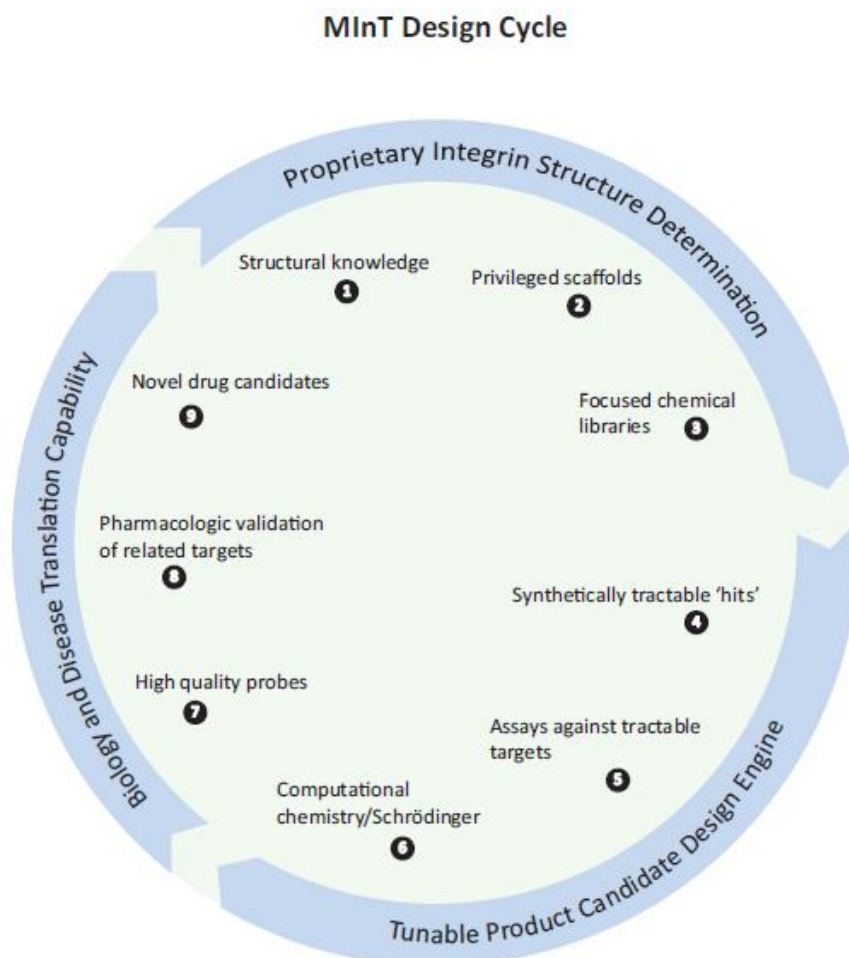 MInT Design Cycle
Proprietary Integrin Structure Determination
Structural knowledge
1
Privileged scaffolds
2
Focused chemical
libraries
3
Synthetically tractable ‘hits’
4
Assays against tractable
targets
5
Computational
chemistry/Schrödinger
6
High quality probes
7
Pharmacologic validation
of related targets
8
Novel drug candidates
9
Tunable Product Candidate Design Engine
Biology and Disease Translation Capability